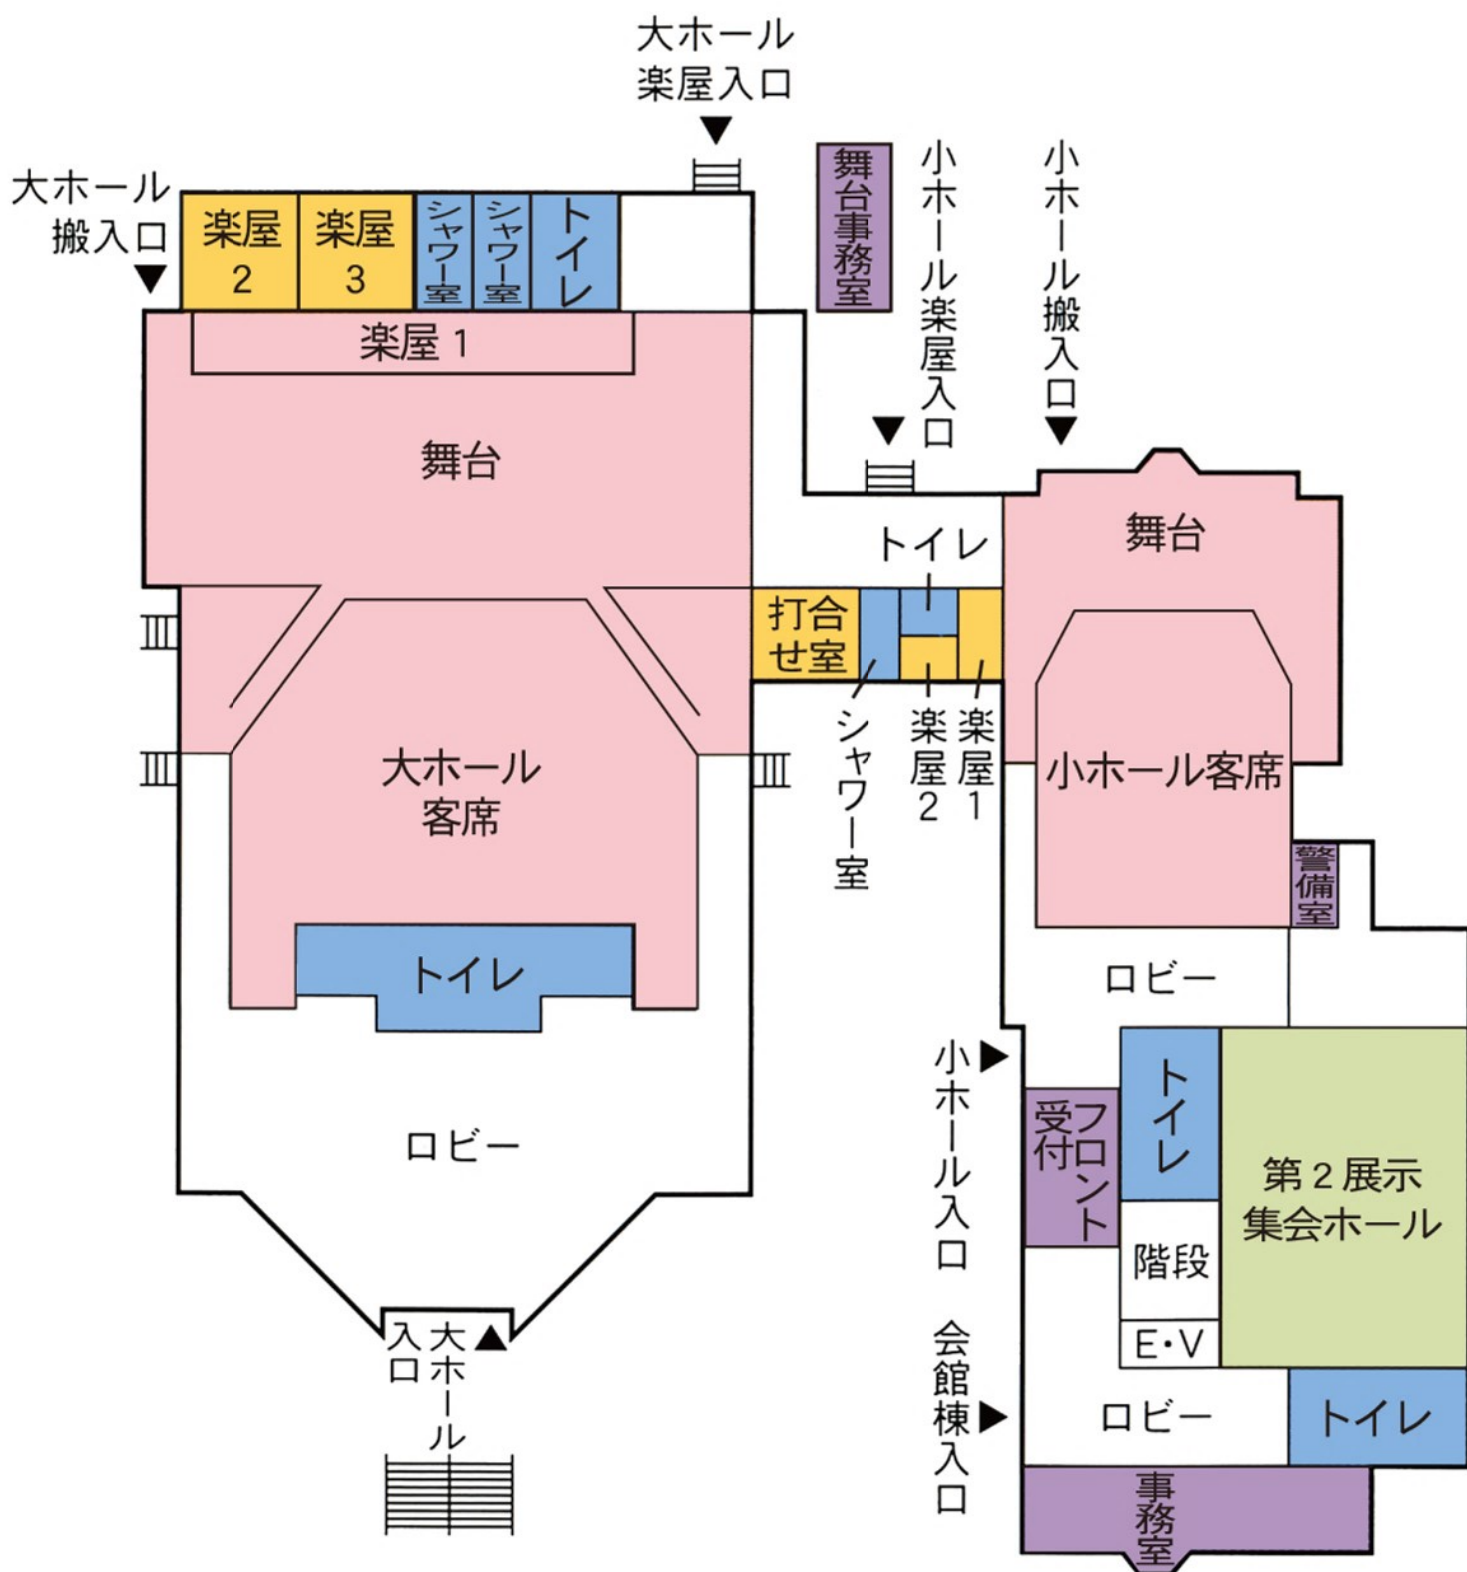 大ホール
楽屋入口
大ホール
搬入口
舞台事務室
小ホール楽屋入口
小ホール搬入口
楽屋
2
楽屋
3
シャワー室
シャワー室
トイレ
楽屋 1
舞台
舞台
トイレ
打合
せ室
シャワー室
楽屋2
楽屋1
大ホール
客席
小ホール客席
警備室
トイレ
ロビー
ロビー
小ホール入口
フロント
受付
トイレ
第2展示
集会ホール
階段
E・V
大ホール
入口
会館棟入口
ロビー
トイレ
事務室